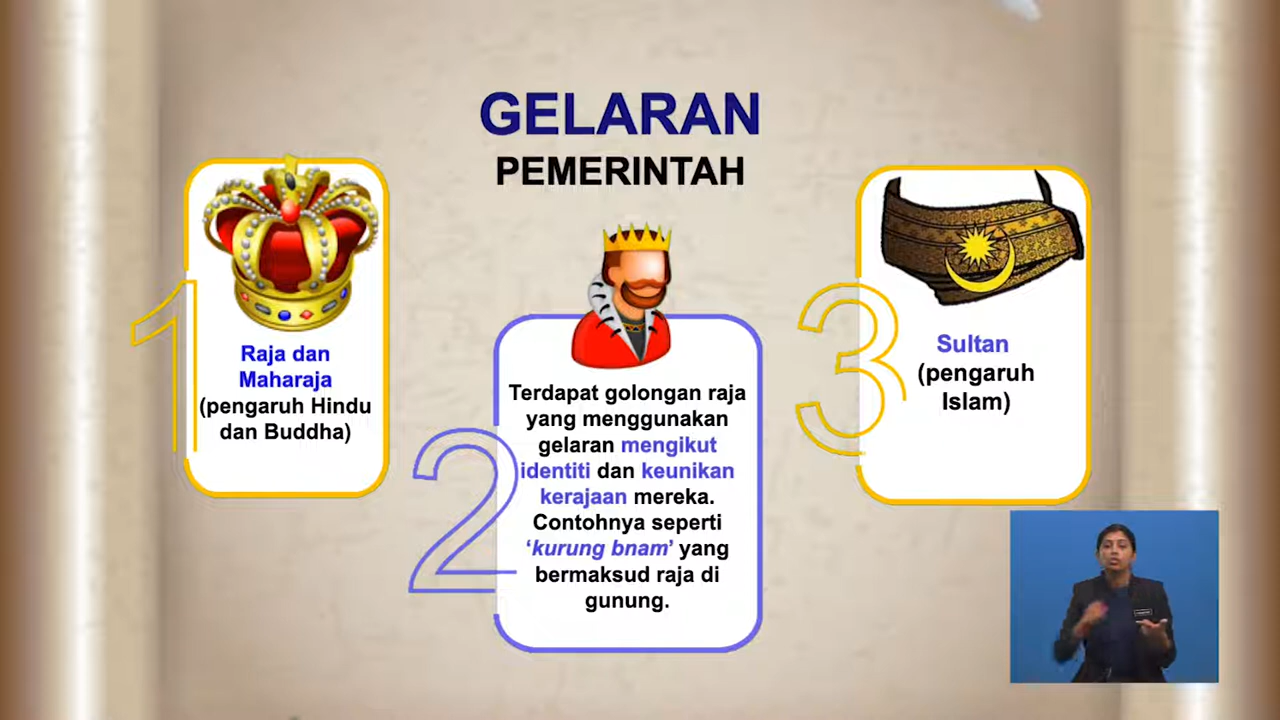 GELARAN
PEMERINTAH
1
Raja dan
Maharaja
(pengaruh Hindu
dan Buddha)
2
Terdapat golongan raja
yang menggunakan
gelaran mengikut
identiti dan keunikan
kerajaan mereka.
Contohnya seperti
‘kurung bnam’ yang
bermaksud raja di
gunung.
3
Sultan
(pengaruh
Islam)